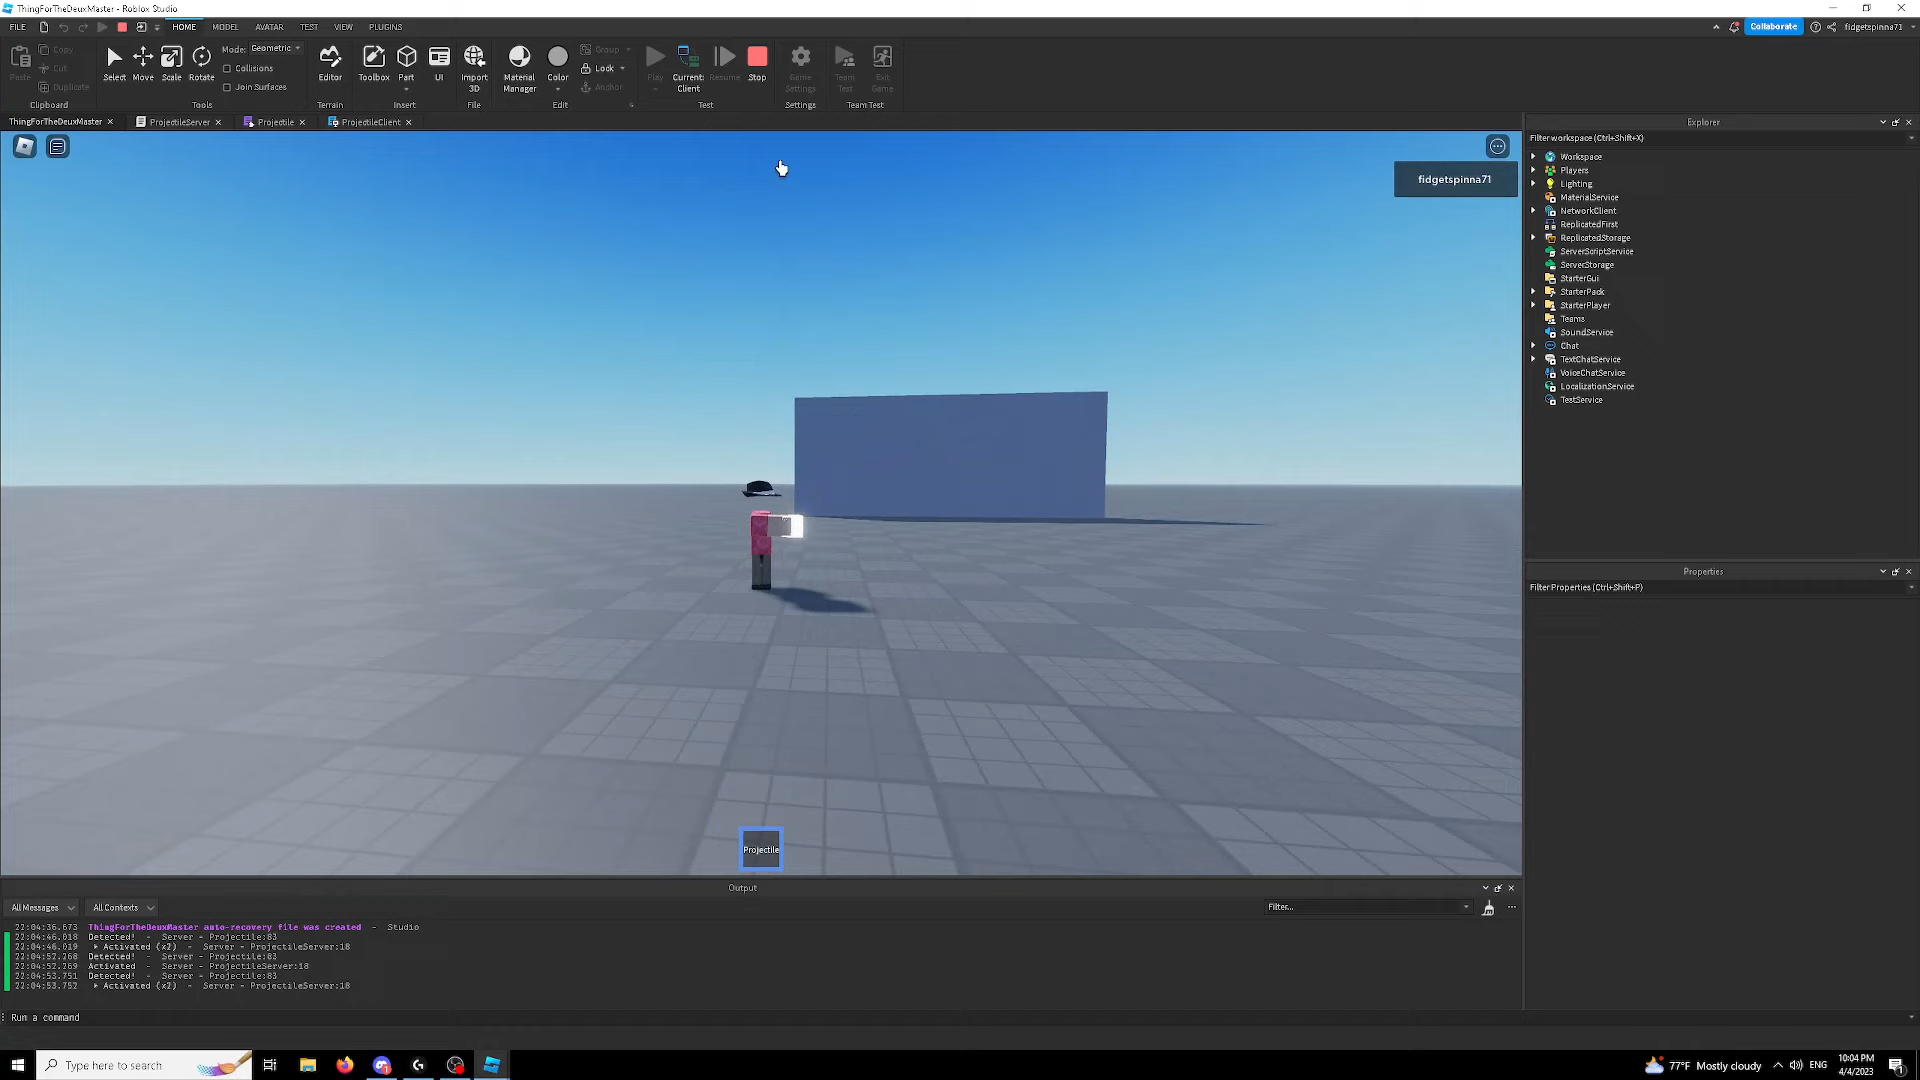 ThingForTheDeuxMaster - Roblox Studio
FILE HOME MODEL AVATAR TEST VIEW PLUGINS Collaborate fidgetspinna71
Paste Copy Cut Duplicate Clipboard
Select Move Scale Rotate Mode: Geometric Collisions Join Surfaces Tools
Editor Terrain
Toolbox Part UI Insert
Import 3D File
Material Manager Color Group Lock Anchor Edit
Play Current: Client Resume Stop Test
Game Settings Settings
Team Test Exit Game Team Test
ThingForTheDeuxMaster ProjectileServer Projectile ProjectileClient
fidgetspinna71
Projectile
Explorer
Filter workspace (Ctrl+Shift+X)
Workspace
Players
Lighting
MaterialService
NetworkClient
ReplicatedFirst
ReplicatedStorage
ServerScriptService
ServerStorage
StarterGui
StarterPack
StarterPlayer
Teams
SoundService
Chat
TextChatService
VoiceChatService
LocalizationService
TestService
Properties
Filter Properties (Ctrl+Shift+P)
Output
All Messages All Contexts Filter...
22:04:36.673 ThingForTheDeuxMaster auto-recovery file was created - Studio
22:04:46.018 Detected! - Server - Projectile:83
22:04:46.019 Activated (x2) - Server - ProjectileServer:18
22:04:52.268 Detected! - Server - Projectile:83
22:04:52.269 Activated - Server - ProjectileServer:18
22:04:53.751 Detected! - Server - Projectile:83
22:04:53.752 Activated (x2) - Server - ProjectileServer:18
Run a command
Type here to search
77°F Mostly cloudy ENG 10:04 PM
4/4/2023